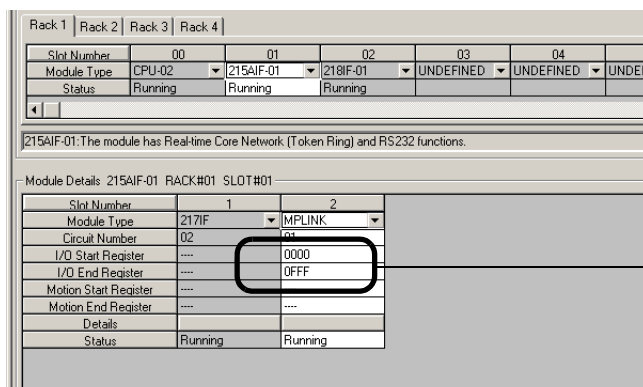 Rack 1 Rack 2 Rack 3 Rack 4
Slot Number 00 01 02 03 04
Module Type CPU-02 215AIF-01 218IF-01 UNDEFINED UNDEFINED UNDEF
Status Running Running Running
215AIF-01:The module has Real-time Core Network (Token Ring) and RS232 functions.
Module Details 215AIF-01 RACK#01 SLOT#01
Slot Number 1 2
Module Type 217IF MPLINK
Circuit Number 02 01
I/O Start Register ---- 0000
I/O End Register ---- 0FFF
Motion Start Register ----
Motion End Register ---- ----
Details
Status Running Running